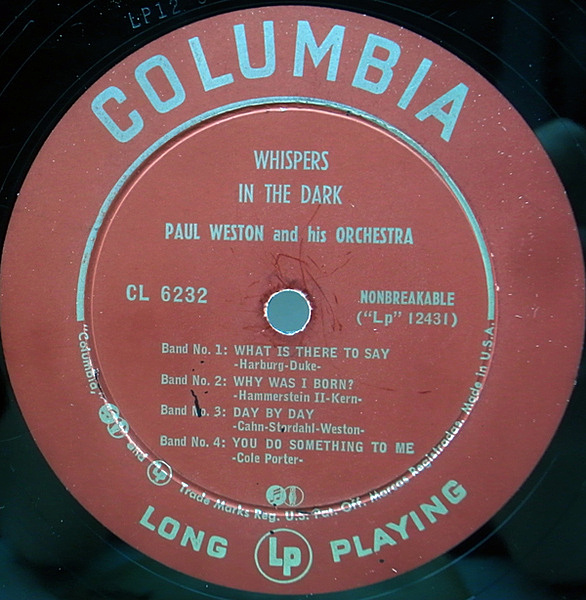 LP12
COLUMBIA
WHISPERS
IN THE DARK
PAUL WESTON and his ORCHESTRA
CL 6232
NONBREAKABLE
("Lp" 12431)
Band No. 1: WHAT IS THERE TO SAY
-Harburg-Duke-
Band No. 2: WHY WAS I BORN?
-Hammerstein II-Kern-
Band No. 3: DAY BY DAY
-Cahn-Stordahl-Weston-
Band No. 4: YOU DO SOMETHING TO ME
-Cole Porter-
"Columbia, and Lp Trade Marks Reg. U.S. Pat. Off. Marcas Registradas. Made in U.S.A.
LONG Lp PLAYING